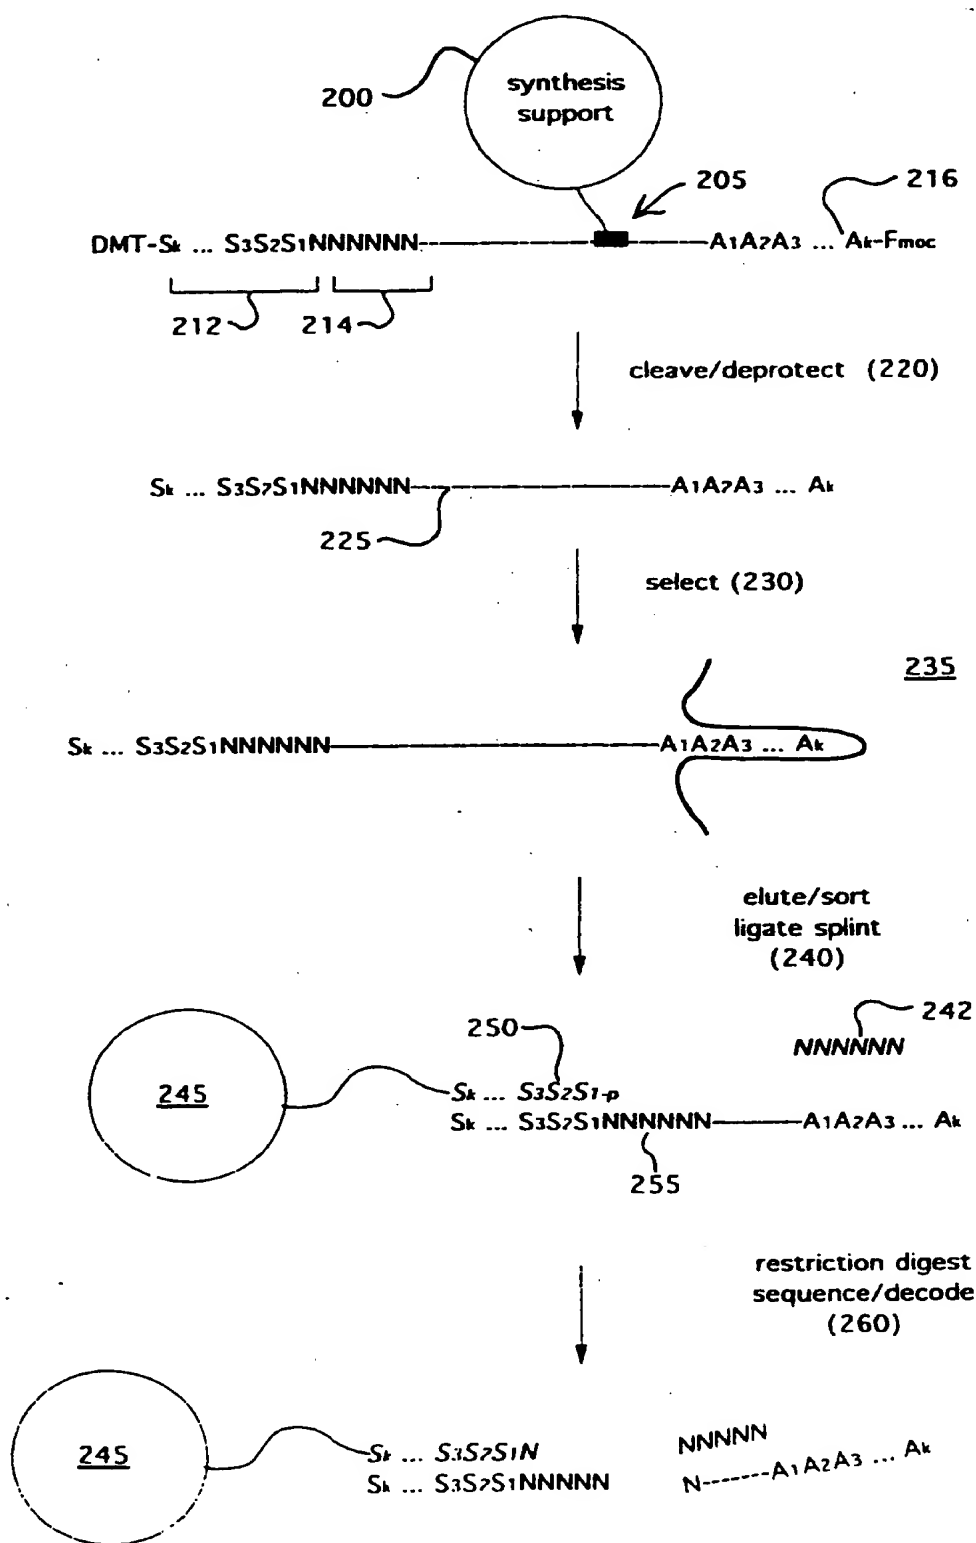 synthesis
support
200
205
216
DMT-Sk ... S3S2S1NNNNNN
A1A2A3 ... Ak-Fmoc
212
214
cleave/deprotect (220)
Sk ... S3S2S1NNNNNN
A1A2A3 ... Ak
225
select (230)
235
Sk ... S3S2S1NNNNNN
A1A2A3 ... Ak
elute/sort
ligate splint
(240)
250
242
NNNNNN
245
Sk ... S3S2S1-p
Sk ... S3S2S1NNNNNN
A1A2A3 ... Ak
255
restriction digest
sequence/decode
(260)
245
Sk ... S3S2S1N
NNNNN
Sk ... S3S2S1NNNNN
N-------A1A2A3 ... Ak